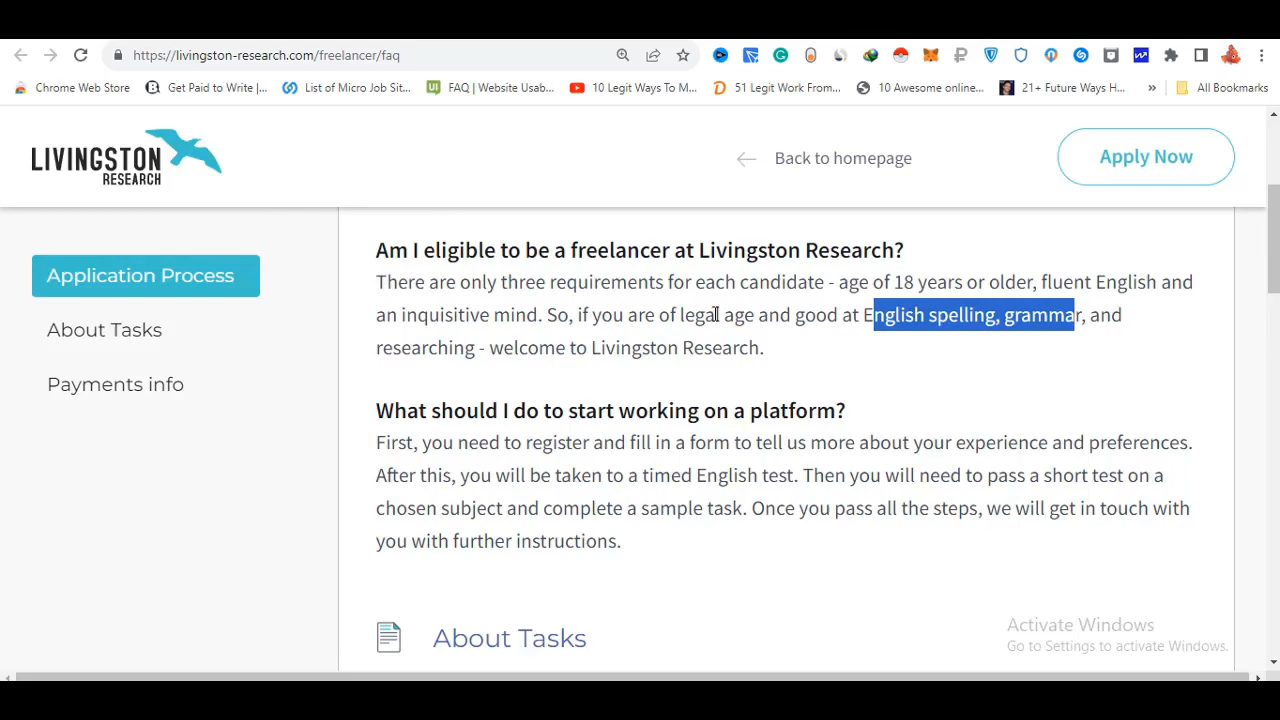 https://livingston-research.com/freelancer/faq
Chrome Web Store
Get Paid to Write |...
List of Micro Job Sit...
FAQ | Website Usab...
10 Legit Ways To M...
51 Legit Work From...
10 Awesome online...
21+ Future Ways H...
»
All Bookmarks
LIVINGSTON
RESEARCH
Back to homepage
Apply Now
Application Process
About Tasks
Payments info
Am I eligible to be a freelancer at Livingston Research?
There are only three requirements for each candidate - age of 18 years or older, fluent English and
an inquisitive mind. So, if you are of legal age and good at English spelling, grammar, and
researching - welcome to Livingston Research.
What should I do to start working on a platform?
First, you need to register and fill in a form to tell us more about your experience and preferences.
After this, you will be taken to a timed English test. Then you will need to pass a short test on a
chosen subject and complete a sample task. Once you pass all the steps, we will get in touch with
you with further instructions.
About Tasks
Activate Windows
Go to Settings to activate Windows.